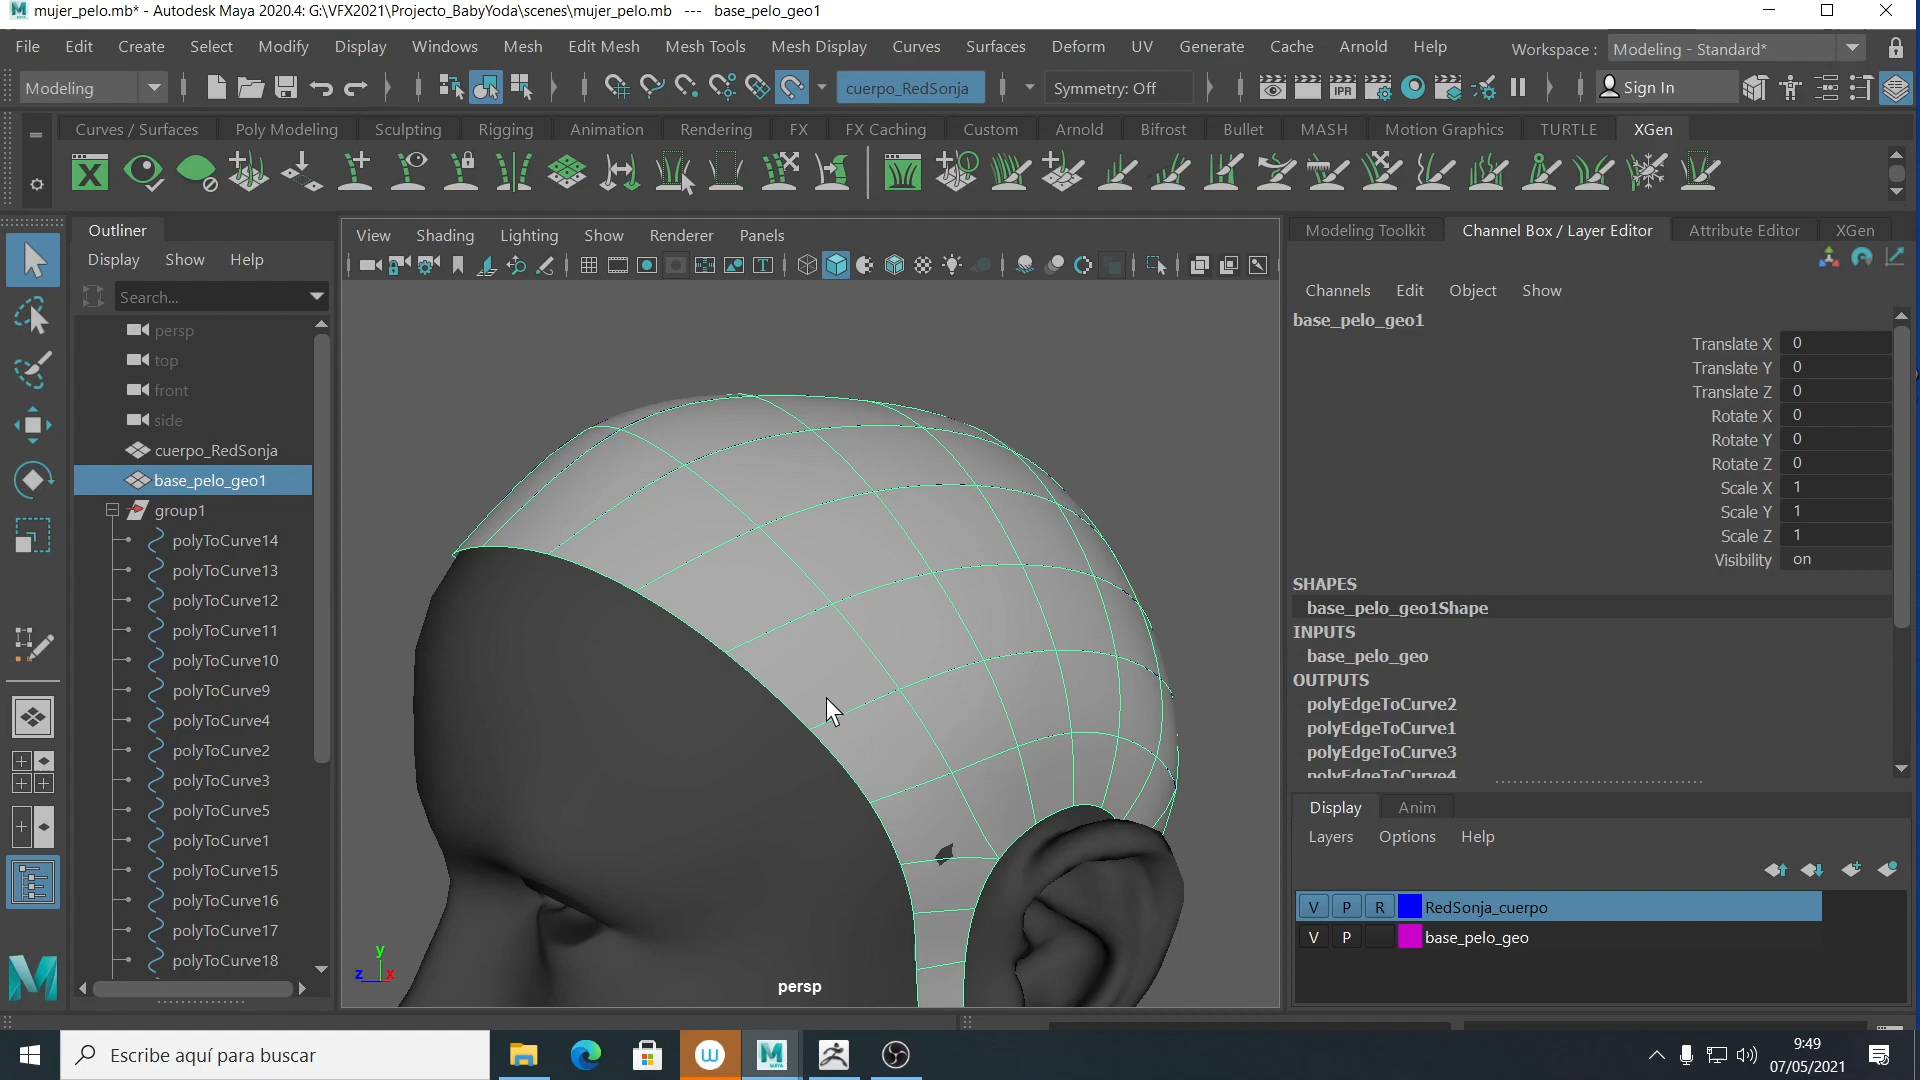 mujer_pelo.mb* - Autodesk Maya 2020.4: G:\VFX2021\Projecto_BabyYoda\scenes\mujer_pelo.mb --- base_pelo_geo1
File Edit Create Select Modify Display Windows Mesh Edit Mesh Mesh Tools Mesh Display Curves Surfaces Deform UV Generate Cache Arnold Help Workspace : Modeling - Standard*
Modeling cuerpo_RedSonja Symmetry: Off IPR Sign In
Curves / Surfaces Poly Modeling Sculpting Rigging Animation Rendering FX FX Caching Custom Arnold Bifrost Bullet MASH Motion Graphics TURTLE XGen
Outliner
Display Show Help
Search...
persp
top
front
side
cuerpo_RedSonja
base_pelo_geo1
group1
polyToCurve14
polyToCurve13
polyToCurve12
polyToCurve11
polyToCurve10
polyToCurve9
polyToCurve4
polyToCurve2
polyToCurve3
polyToCurve5
polyToCurve1
polyToCurve15
polyToCurve16
polyToCurve17
polyToCurve18
View Shading Lighting Show Renderer Panels
y
z x
persp
Modeling Toolkit Channel Box / Layer Editor Attribute Editor XGen
Channels Edit Object Show
base_pelo_geo1
Translate X 0
Translate Y 0
Translate Z 0
Rotate X 0
Rotate Y 0
Rotate Z 0
Scale X 1
Scale Y 1
Scale Z 1
Visibility on
SHAPES
base_pelo_geo1Shape
INPUTS
base_pelo_geo
OUTPUTS
polyEdgeToCurve2
polyEdgeToCurve1
polyEdgeToCurve3
polyEdgeToCurve4
Display Anim
Layers Options Help
V P R RedSonja_cuerpo
V P base_pelo_geo
Escribe aquí para buscar
9:49
07/05/2021